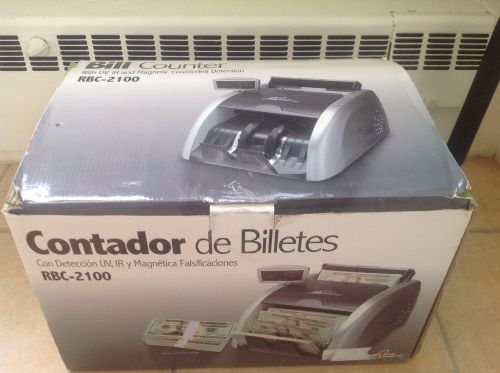 Bill Counter
With UV, IR and Magnetic Counterfeit Detection
RBC-2100
Contador de Billetes
Con Detección UV, IR y Magnética Falsificaciones
RBC-2100